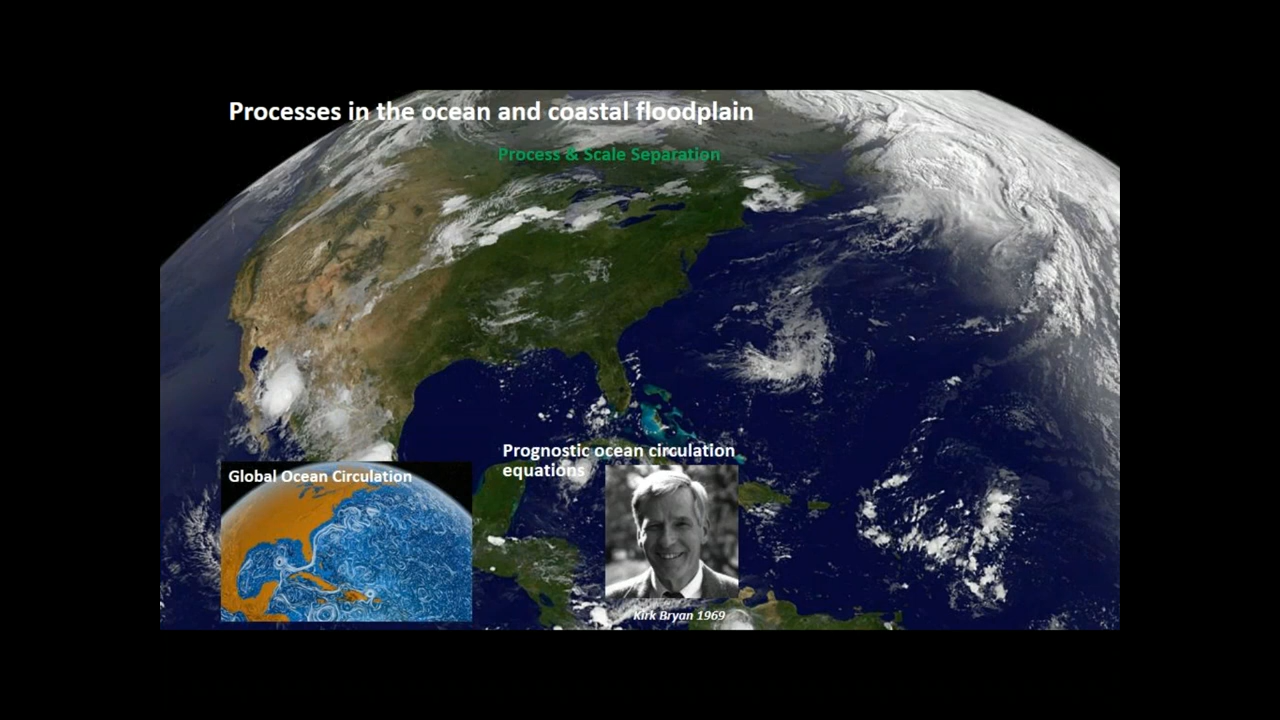 Processes in the ocean and coastal floodplain
Process & Scale Separation
Prognostic ocean circulation
equations
Global Ocean Circulation
Kirk Bryan 1969